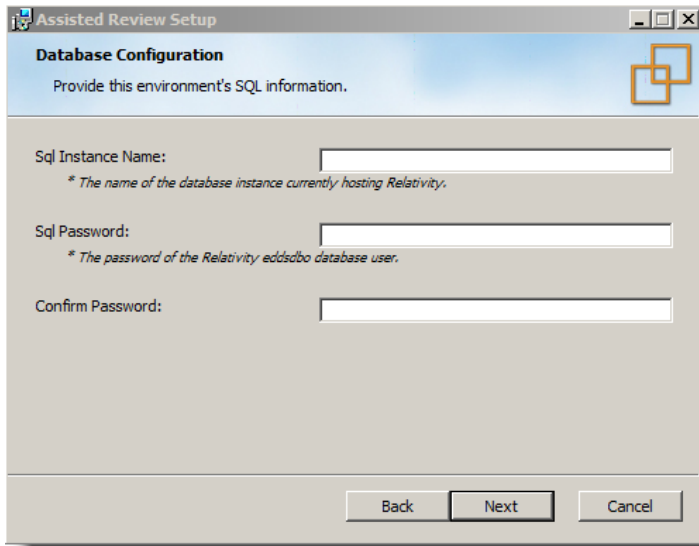 Assisted Review Setup
Database Configuration
Provide this environment's SQL information.
Sql Instance Name:
* The name of the database instance currently hosting Relativity.
Sql Password:
* The password of the Relativity eddsdbo database user.
Confirm Password:
Back Next Cancel